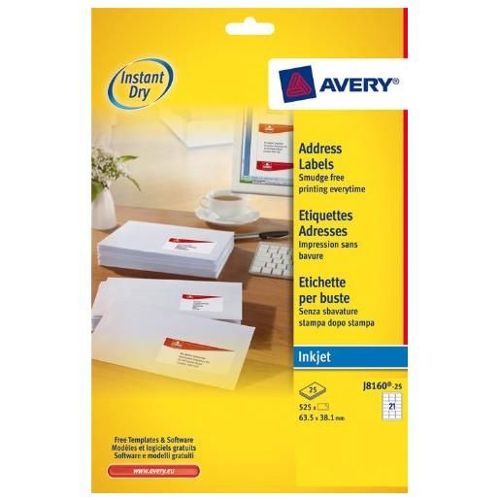 Instant
Dry
AVERY®
Address
Labels
Smudge free
printing everytime
Etiquettes
Adresses
Impression sans
bavure
Etichette
per buste
Senza sbavature
stampa dopo stampa
Inkjet
J8160®-25
25
21
525 x
63.5 x 38.1 mm
Free Templates & Software
Modèles et logiciels gratuits
Software e modelli gratuiti
www.avery.eu